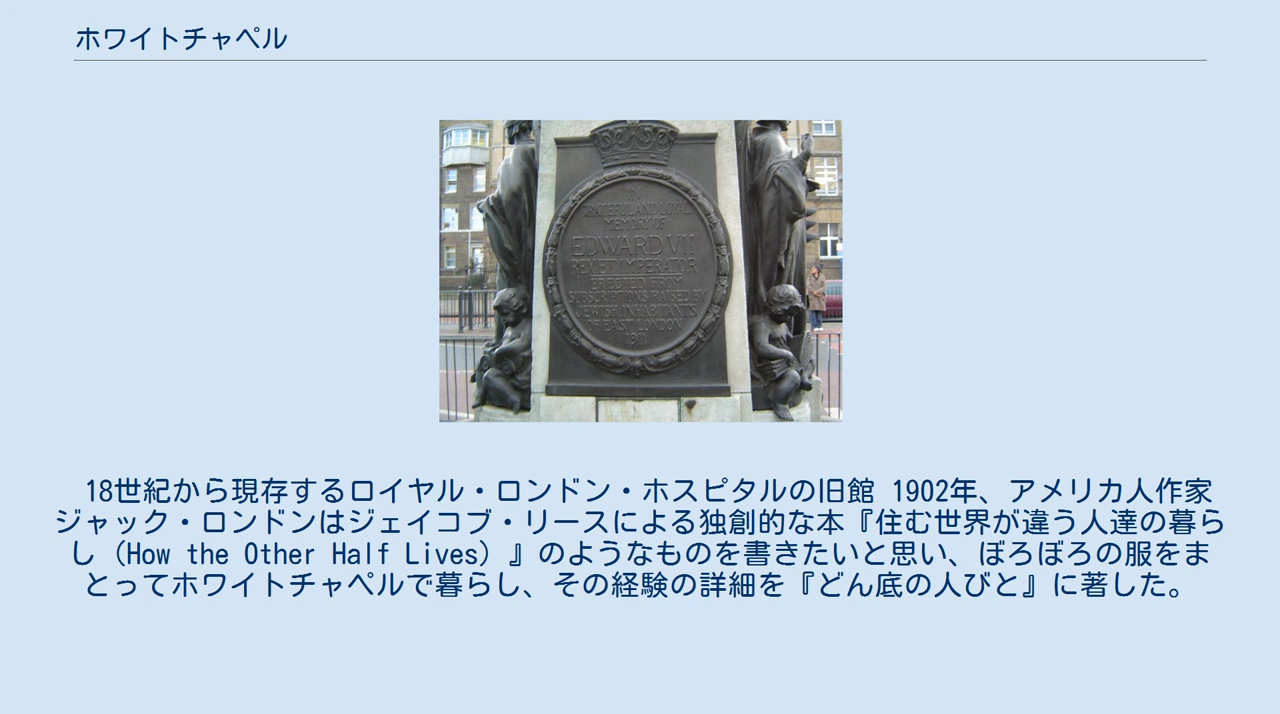 ホワイトチャペル
IN
GRATEFUL AND LOYAL
MEMORY OF
EDWARD VII
REX ET IMPERATOR
ERECTED FROM
SUBSCRIPTIONS RAISED BY
JEWISH INHABITANTS
OF EAST LONDON
1911
18世紀から現存するロイヤル・ロンドン・ホスピタルの旧館 1902年、アメリカ人作家
ジャック・ロンドンはジェイコブ・リースによる独創的な本『住む世界が違う人達の暮ら
し（How the Other Half Lives）』のようなものを書きたいと思い、ぼろぼろの服をま
とってホワイトチャペルで暮らし、その経験の詳細を『どん底の人びと』に著した。